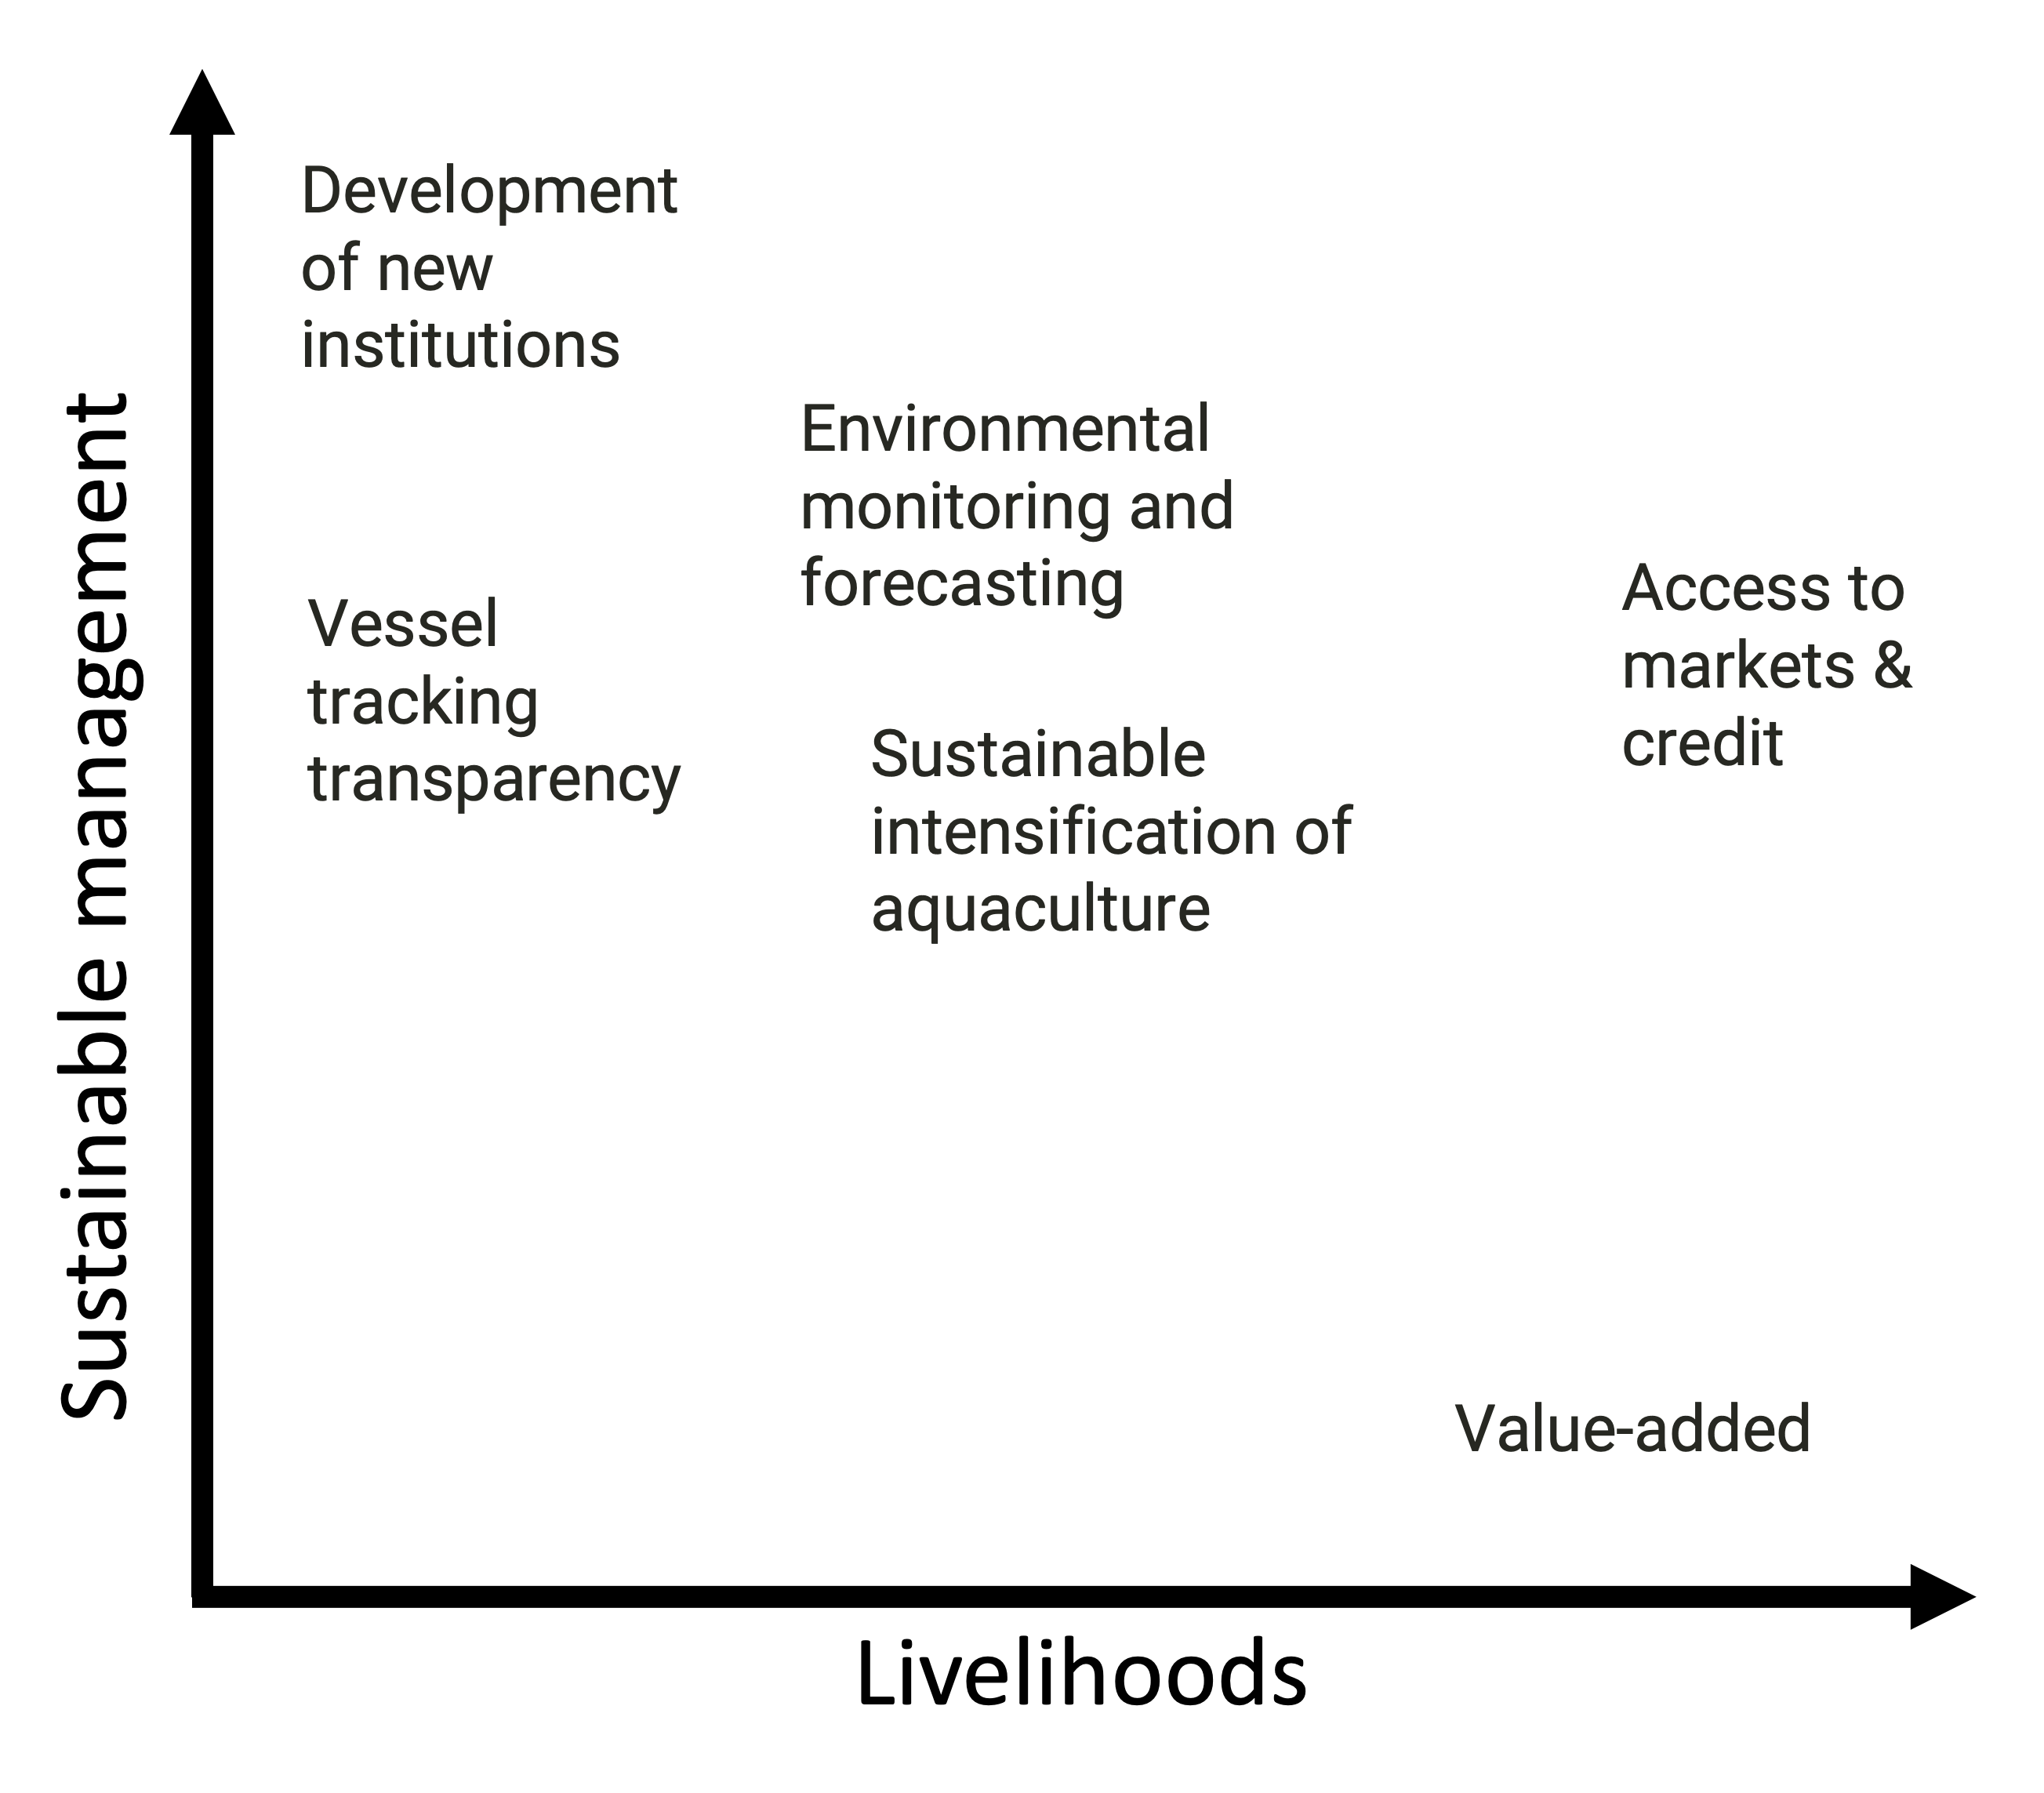 Development
of new
institutions
Environmental
monitoring and
forecasting
Vessel
tracking
transparency
Access to
markets &
credit
Sustainable
intensification of
aquaculture
Value-added
Sustainable management
Livelihoods